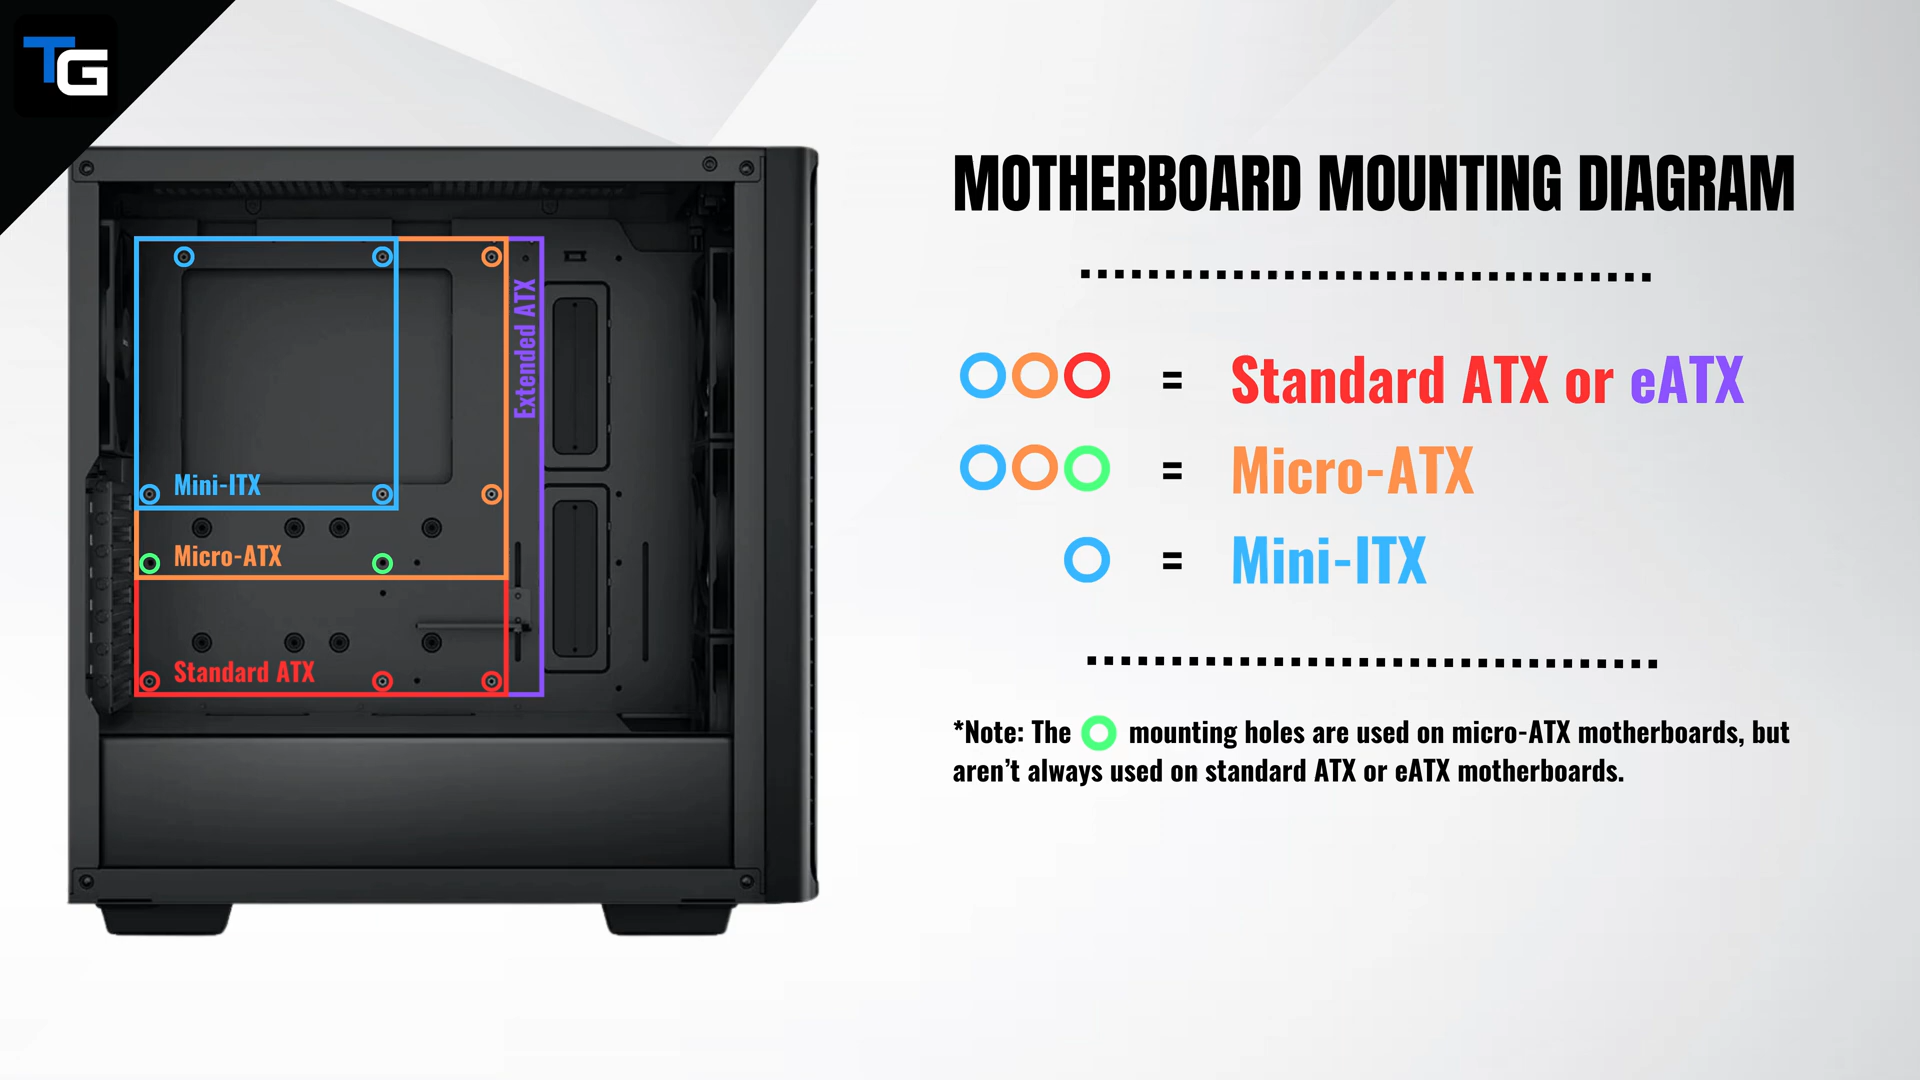 TG
MOTHERBOARD MOUNTING DIAGRAM
Extended ATX
Mini-ITX
Micro-ATX
Standard ATX
= Standard ATX or eATX
= Micro-ATX
= Mini-ITX
*Note: The mounting holes are used on micro-ATX motherboards, but
aren’t always used on standard ATX or eATX motherboards.